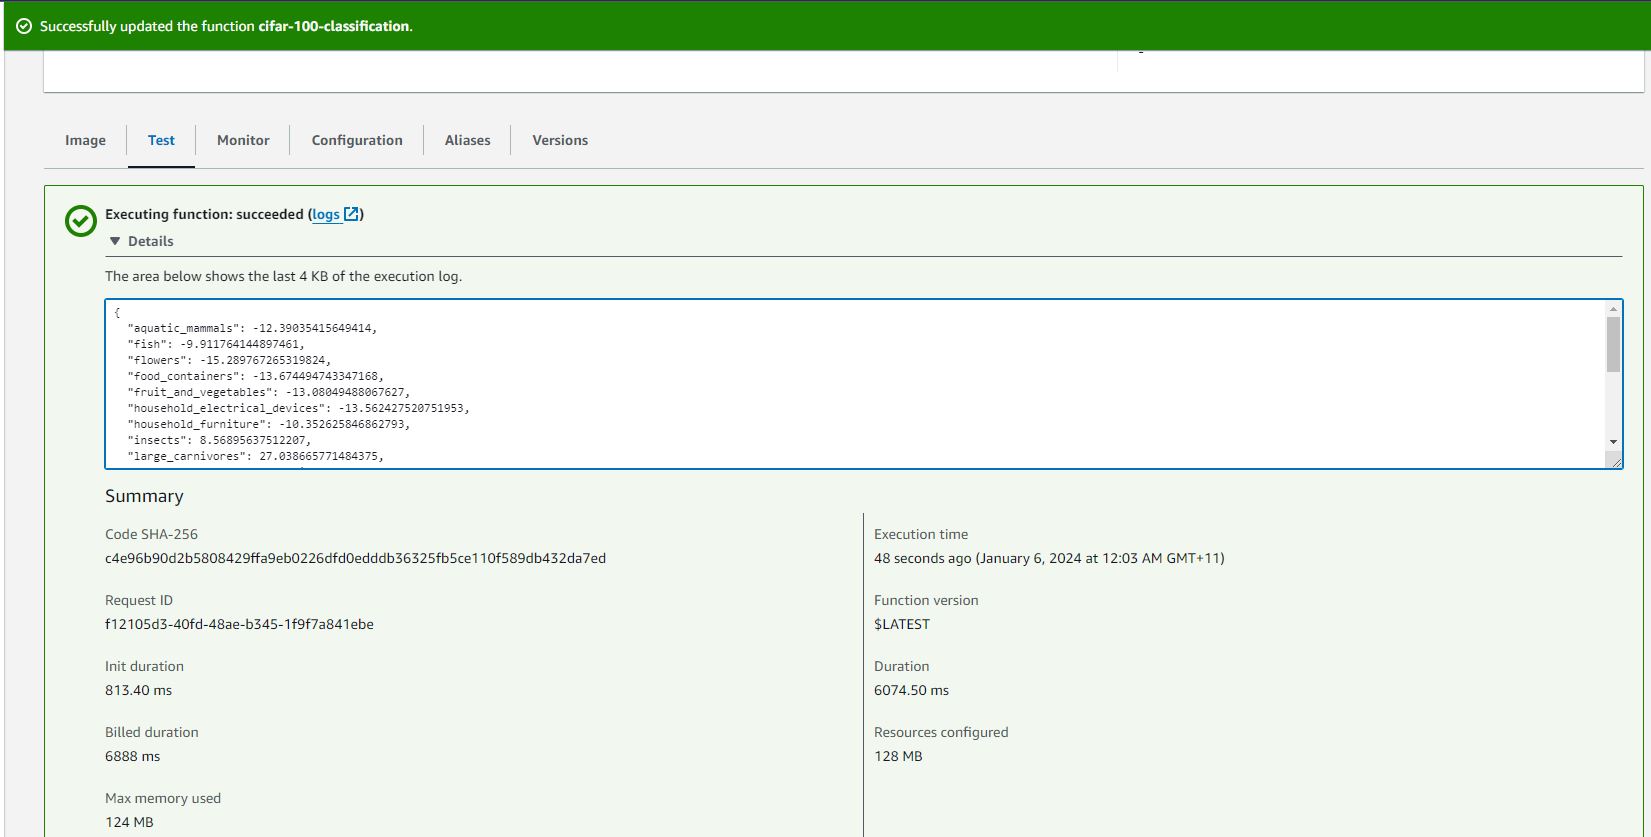 Successfully updated the function cifar-100-classification.
Image Test Monitor Configuration Aliases Versions
Executing function: succeeded (logs)
Details
The area below shows the last 4 KB of the execution log.
{
"aquatic_mammals": -12.39035415649414,
"fish": -9.911764144897461,
"flowers": -15.289767265319824,
"food_containers": -13.674494743347168,
"fruit_and_vegetables": -13.08049488067627,
"household_electrical_devices": -13.562427520751953,
"household_furniture": -10.352625846862793,
"insects": 8.56895637512207,
"large_carnivores": 27.038665771484375,
Summary
Code SHA-256
c4e96b90d2b5808429ffa9eb0226dfd0edddb36325fb5ce110f589db432da7ed
Execution time
48 seconds ago (January 6, 2024 at 12:03 AM GMT+11)
Request ID
f12105d3-40fd-48ae-b345-1f9f7a841ebe
Function version
$LATEST
Init duration
813.40 ms
Duration
6074.50 ms
Billed duration
6888 ms
Resources configured
128 MB
Max memory used
124 MB